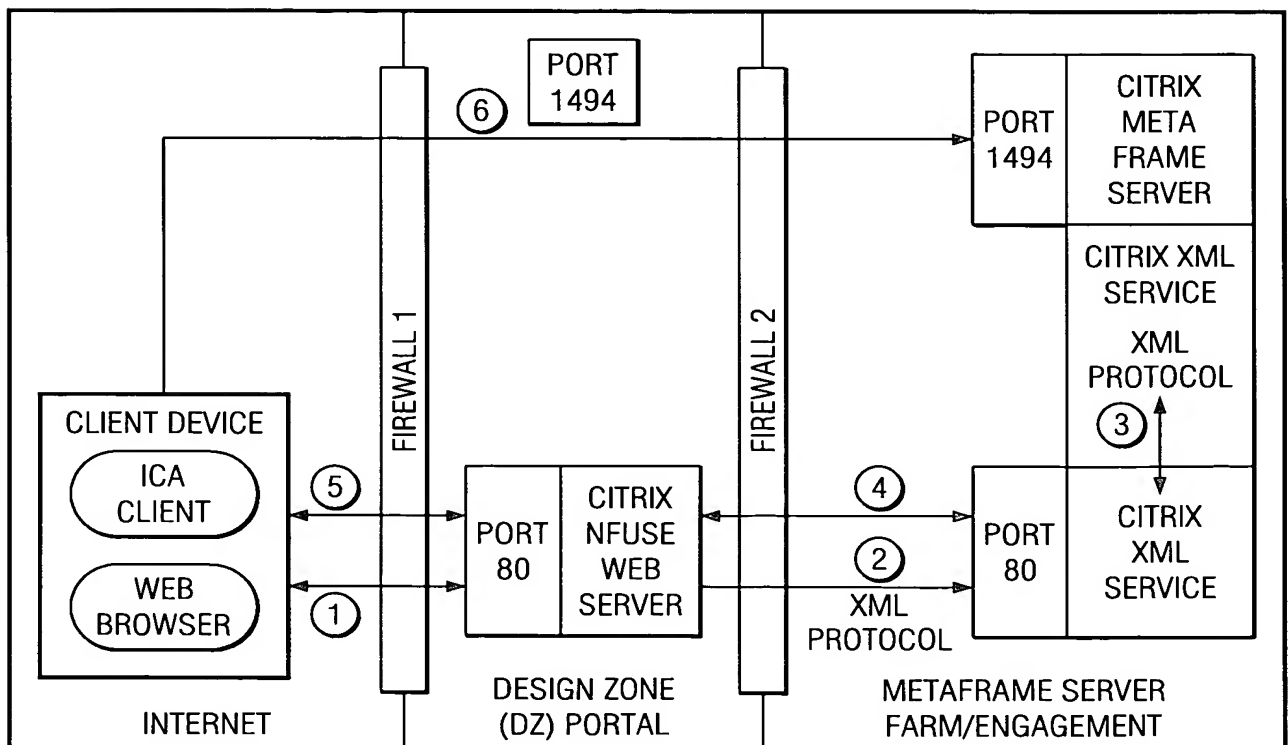 PORT
1494
6
PORT
1494
CITRIX
META
FRAME
SERVER
CITRIX XML
SERVICE
XML
PROTOCOL
3
FIREWALL 1
FIREWALL 2
CLIENT DEVICE
ICA
CLIENT
WEB
BROWSER
5
1
PORT
80
CITRIX
NFUSE
WEB
SERVER
4
2
XML
PROTOCOL
PORT
80
CITRIX
XML
SERVICE
INTERNET
DESIGN ZONE
(DZ) PORTAL
METAFRAME SERVER
FARM/ENGAGEMENT